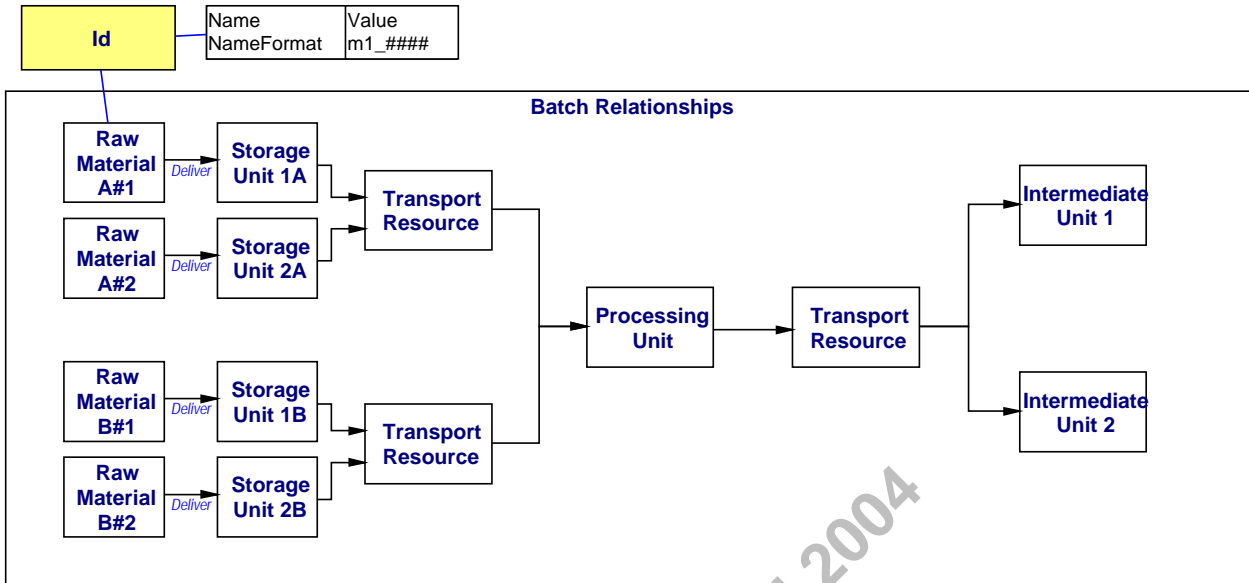 Id
Name Value
NameFormat m1_####
Batch Relationships
Raw
Material
A#1
Deliver
Storage
Unit 1A
Raw
Material
A#2
Deliver
Storage
Unit 2A
Transport
Resource
Raw
Material
B#1
Deliver
Storage
Unit 1B
Raw
Material
B#2
Deliver
Storage
Unit 2B
Transport
Resource
Processing
Unit
Transport
Resource
Intermediate
Unit 1
Intermediate
Unit 2
2004